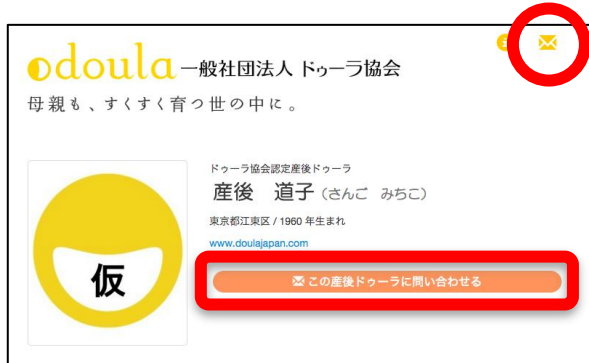 doula 一般社団法人 ドゥーラ協会
母親も、すくすく育つ世の中に。
ドゥーラ協会認定産後ドゥーラ
産後 道子（さんご みちこ）
東京都江東区 / 1960 年生まれ
www.doulajapan.com
この産後ドゥーラに問い合わせる
仮